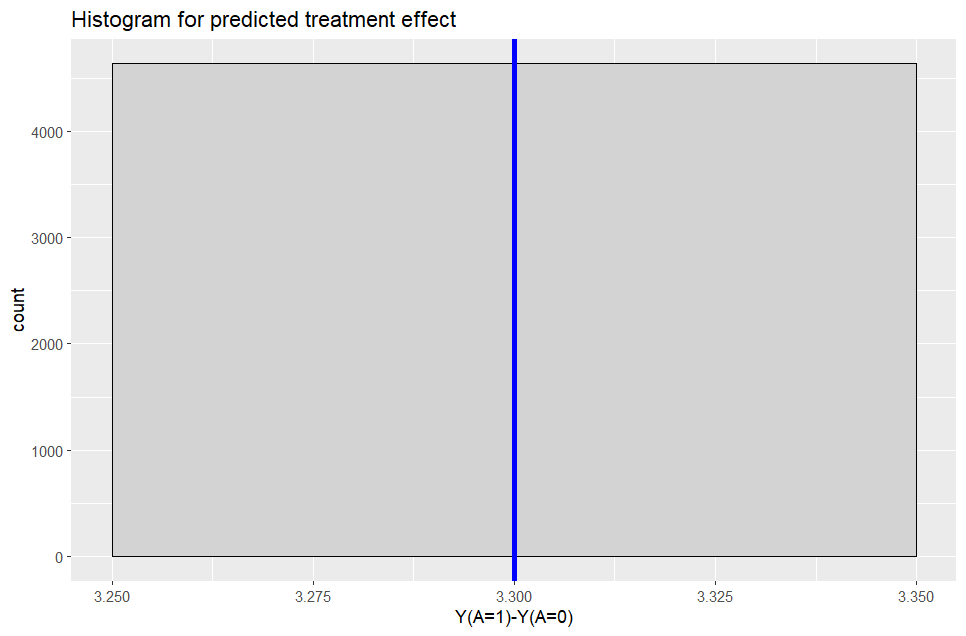 Histogram for predicted treatment effect
4000
3000
2000
1000
0
count
3.250 3.275 3.300 3.325 3.350
Y(A=1)-Y(A=0)